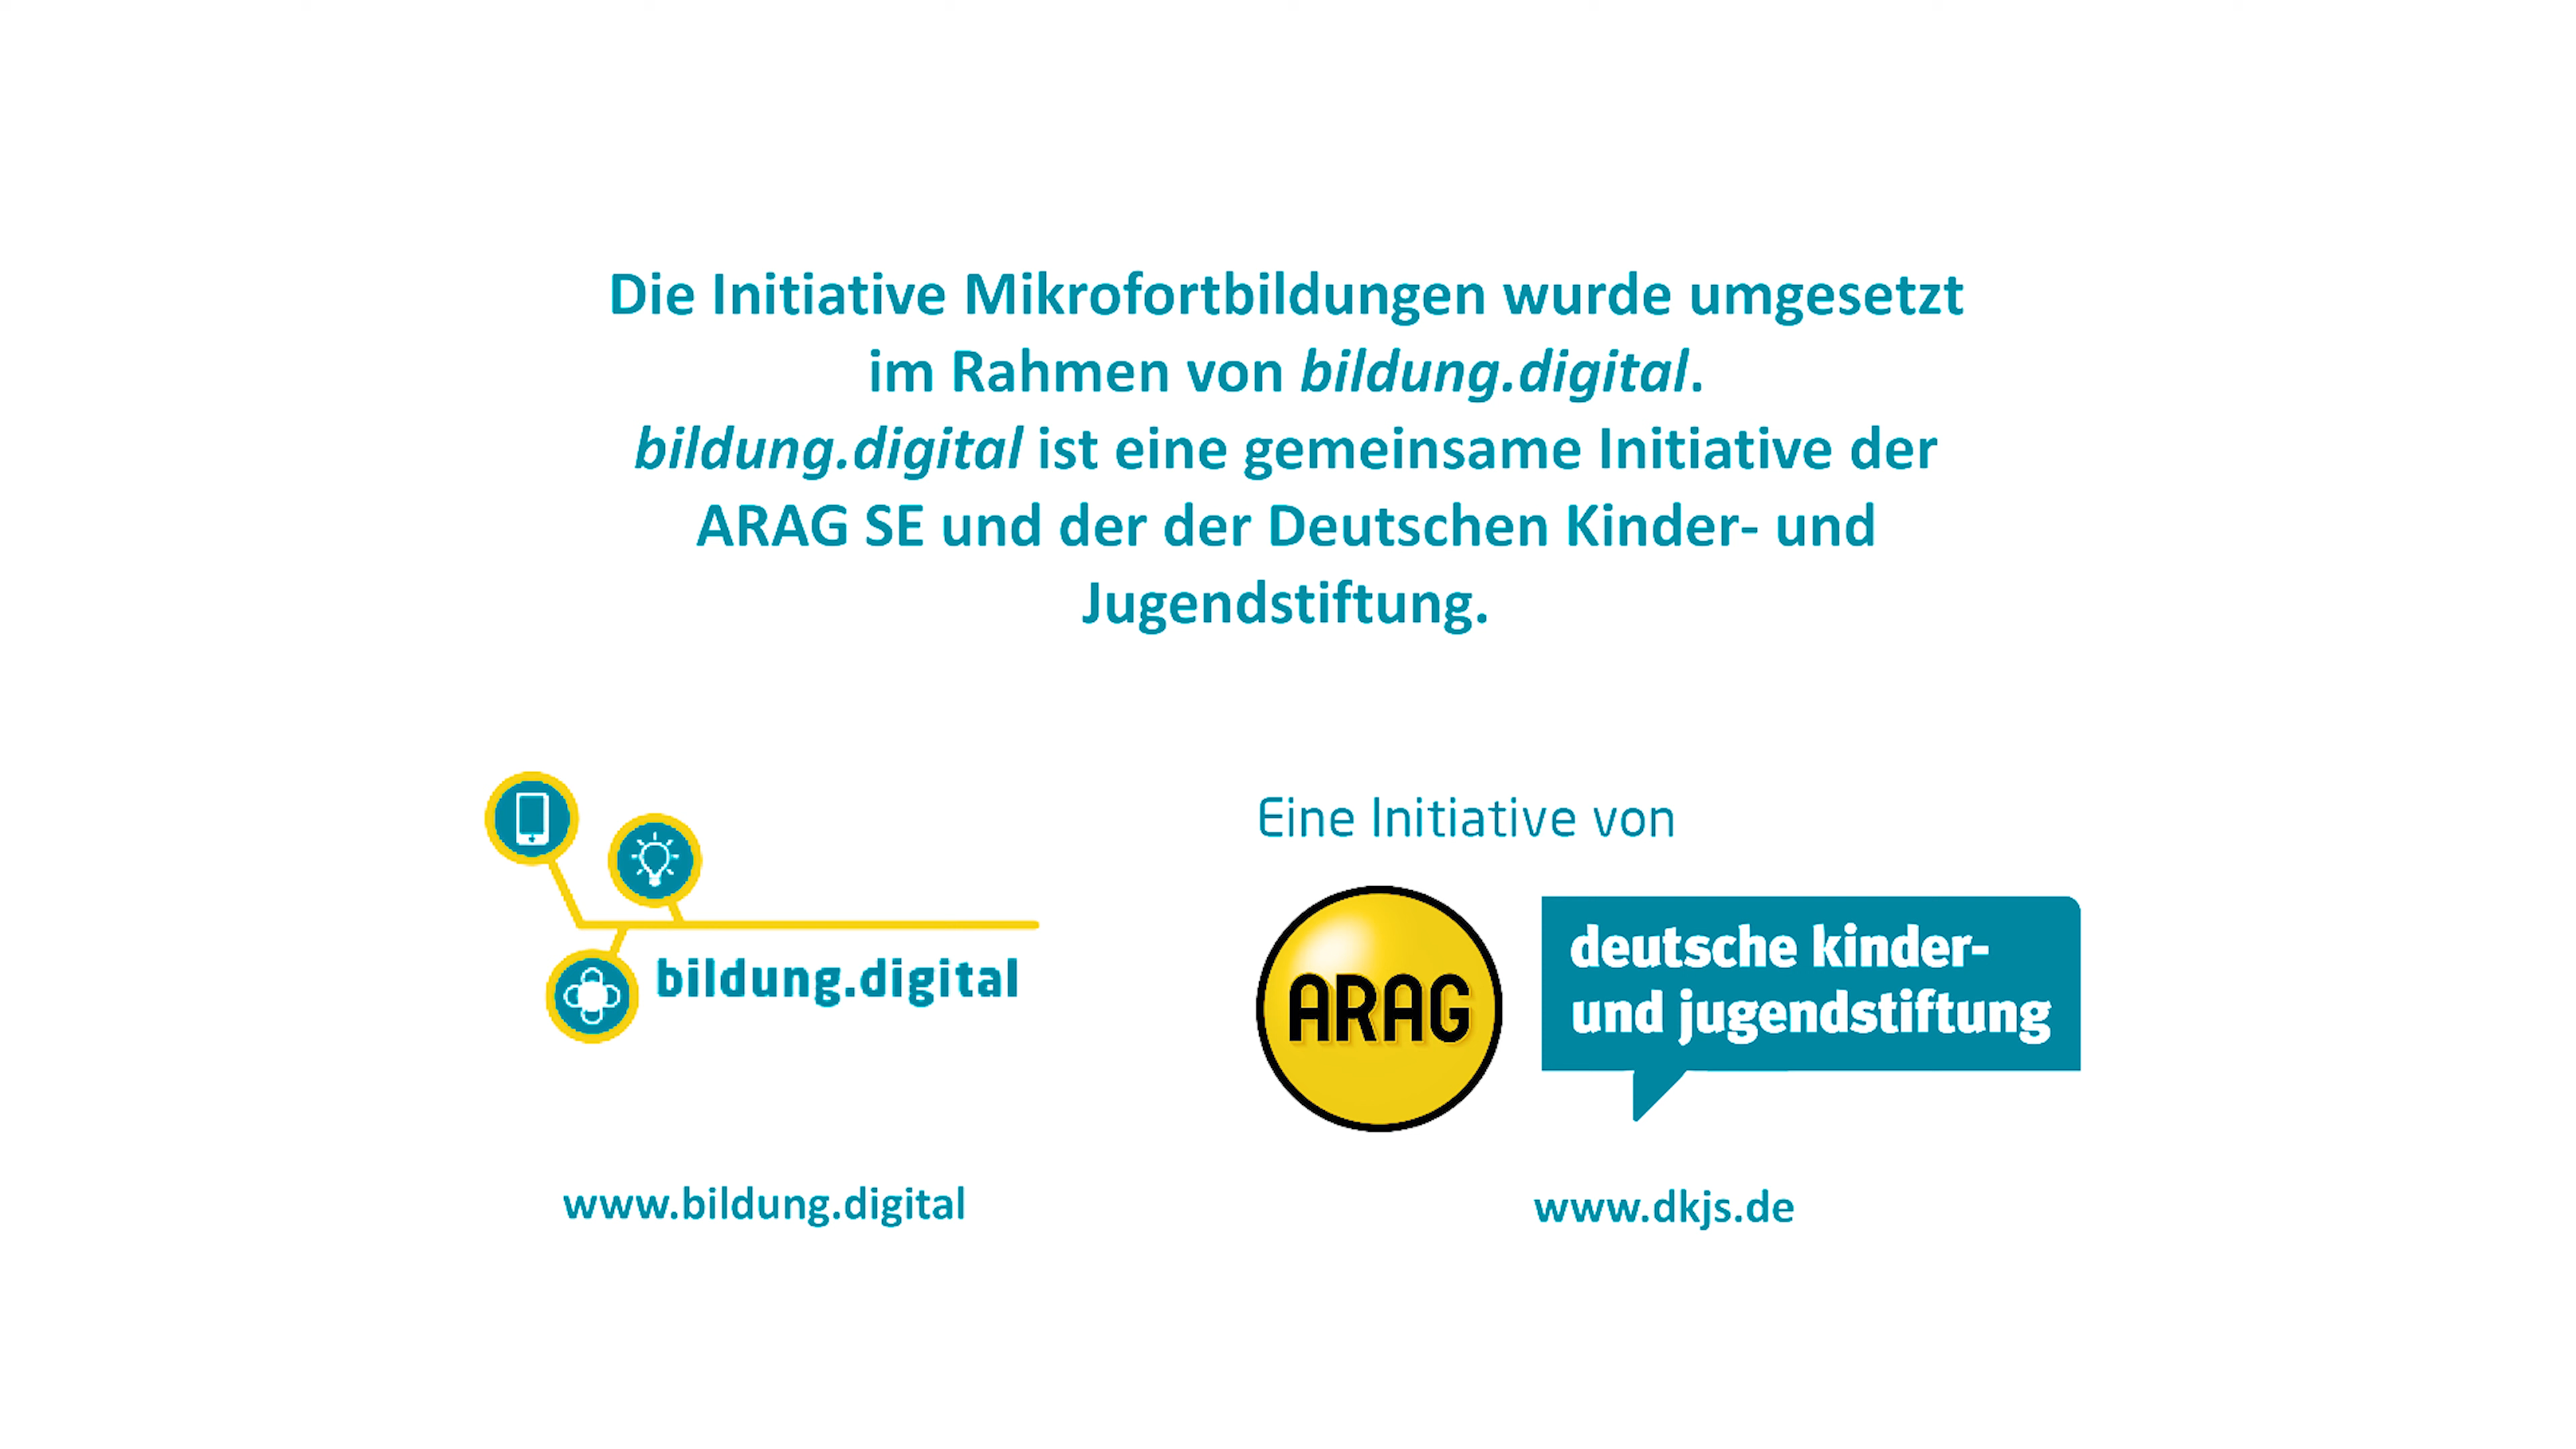 Die Initiative Mikrofortbildungen wurde umgesetzt
im Rahmen von bildung.digital.
bildung.digital ist eine gemeinsame Initiative der
ARAG SE und der der Deutschen Kinder- und
Jugendstiftung.
bildung.digital
www.bildung.digital
Eine Initiative von
ARAG
deutsche kinder-
und jugendstiftung
www.dkjs.de